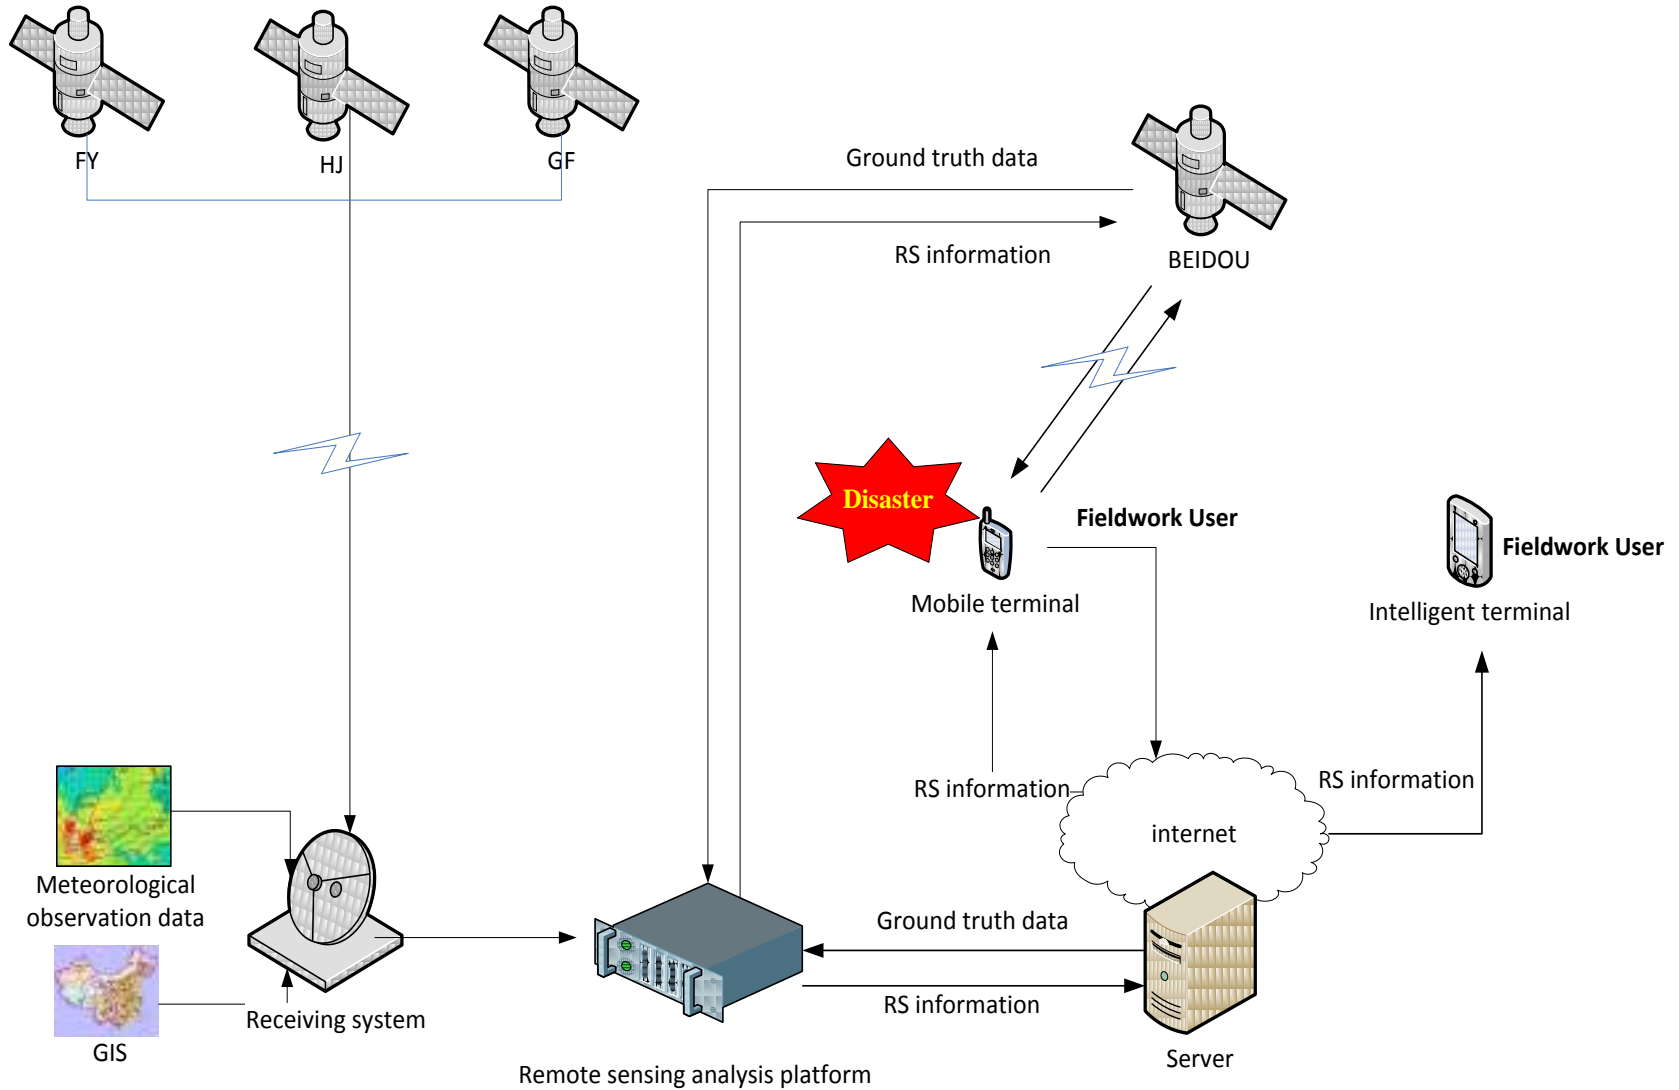 FY
HJ
GF
Ground truth data
RS information
BEIDOU
Disaster
Fieldwork User
Mobile terminal
Fieldwork User
Intelligent terminal
RS information
RS information
internet
Meteorological
observation data
Ground truth data
RS information
Receiving system
GIS
Server
Remote sensing analysis platform